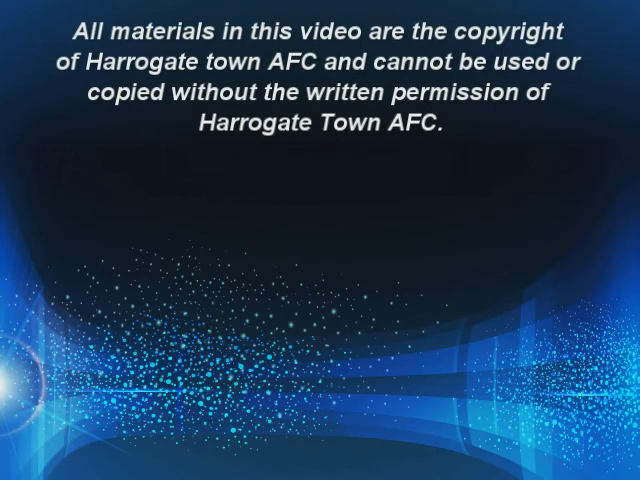 All materials in this video are the copyright
of Harrogate town AFC and cannot be used or
copied without the written permission of
Harrogate Town AFC.